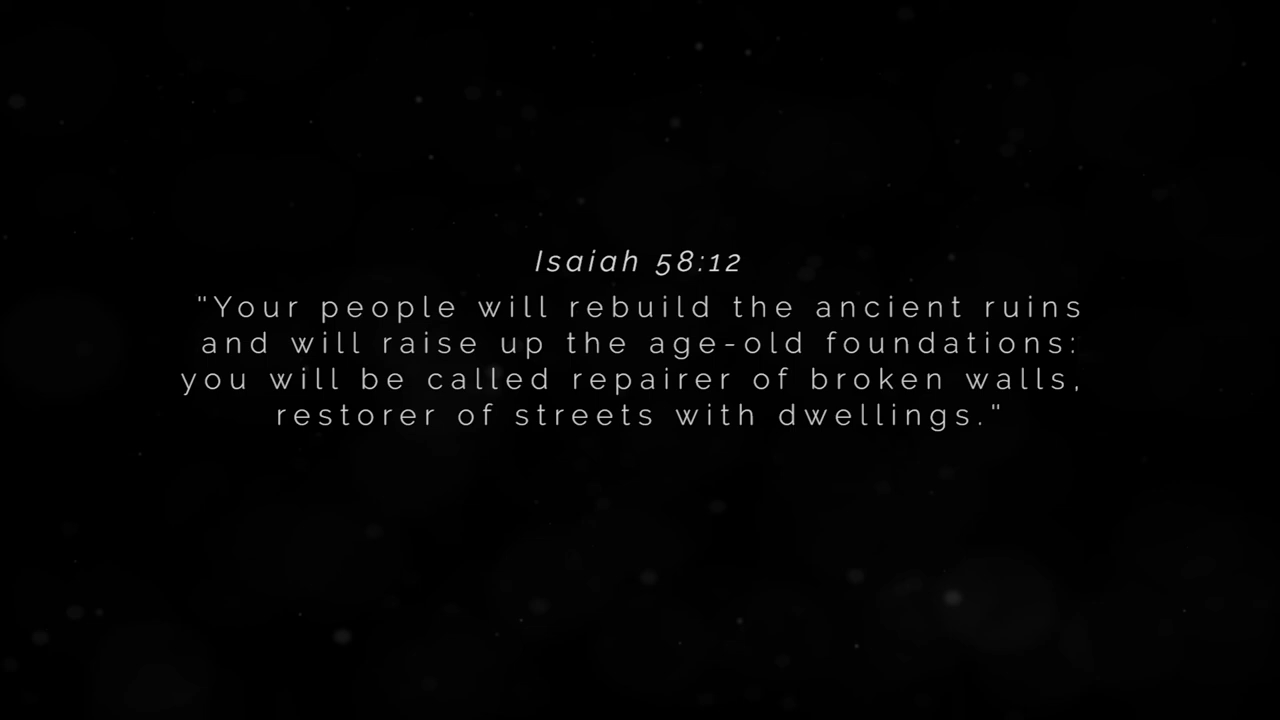 Isaiah 58:12
"Your people will rebuild the ancient ruins
and will raise up the age-old foundations:
you will be called repairer of broken walls,
restorer of streets with dwellings."